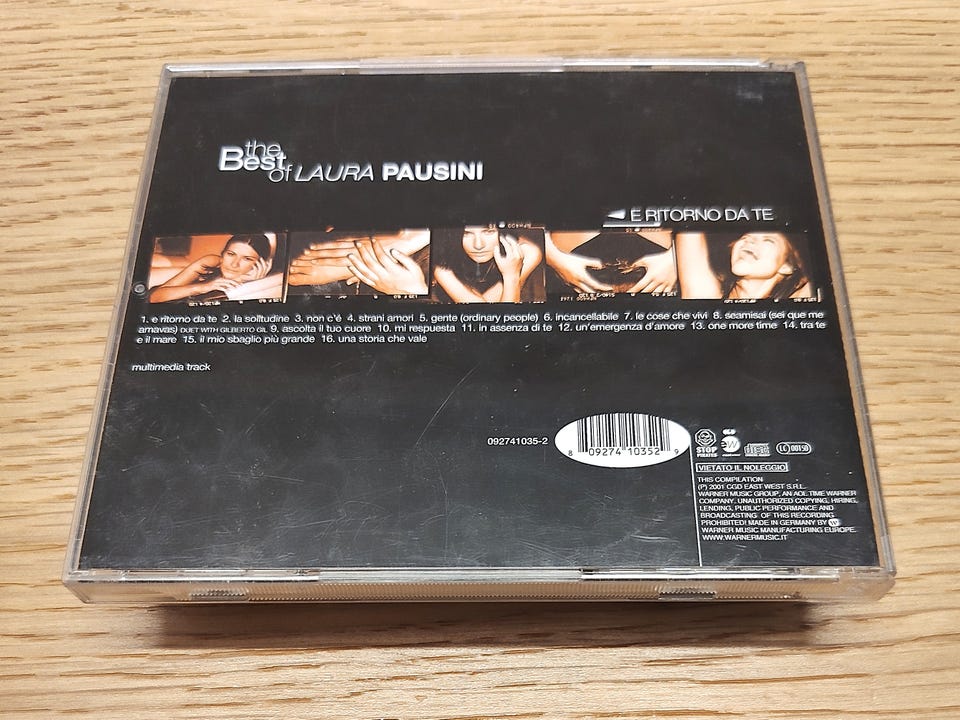 the
Best
of LAURA PAUSINI
E RITORNO DA TE
1. e ritorno da te 2. la solitudine 3. non c'è 4. strani amori 5. gente (ordinary people) 6. incancellabile 7. le cose che vivi 8. seamisai (sei que me
amavas) DUET WITH GILBERTO GIL 9. ascolta il tuo cuore 10. mi respuesta 11. in assenza di te 12. un'emergenza d'amore 13. one more time 14. tra te
e il mare 15. il mio sbaglio più grande 16. una storia che vale
multimedia track
092741035-2
8 09274 10352 9
STOP
PIRATES
ew
LC 00150
VIETATO IL NOLEGGIO
THIS COMPILATION
(P) 2001 CGD EAST WEST S.R.L.
WARNER MUSIC GROUP, AN AOL TIME WARNER
COMPANY. UNAUTHORIZED COPYING, HIRING,
LENDING, PUBLIC PERFORMANCE AND
BROADCASTING OF THIS RECORDING
PROHIBITED! MADE IN GERMANY BY
WARNER MUSIC MANUFACTURING EUROPE.
WWW.WARNERMUSIC.IT